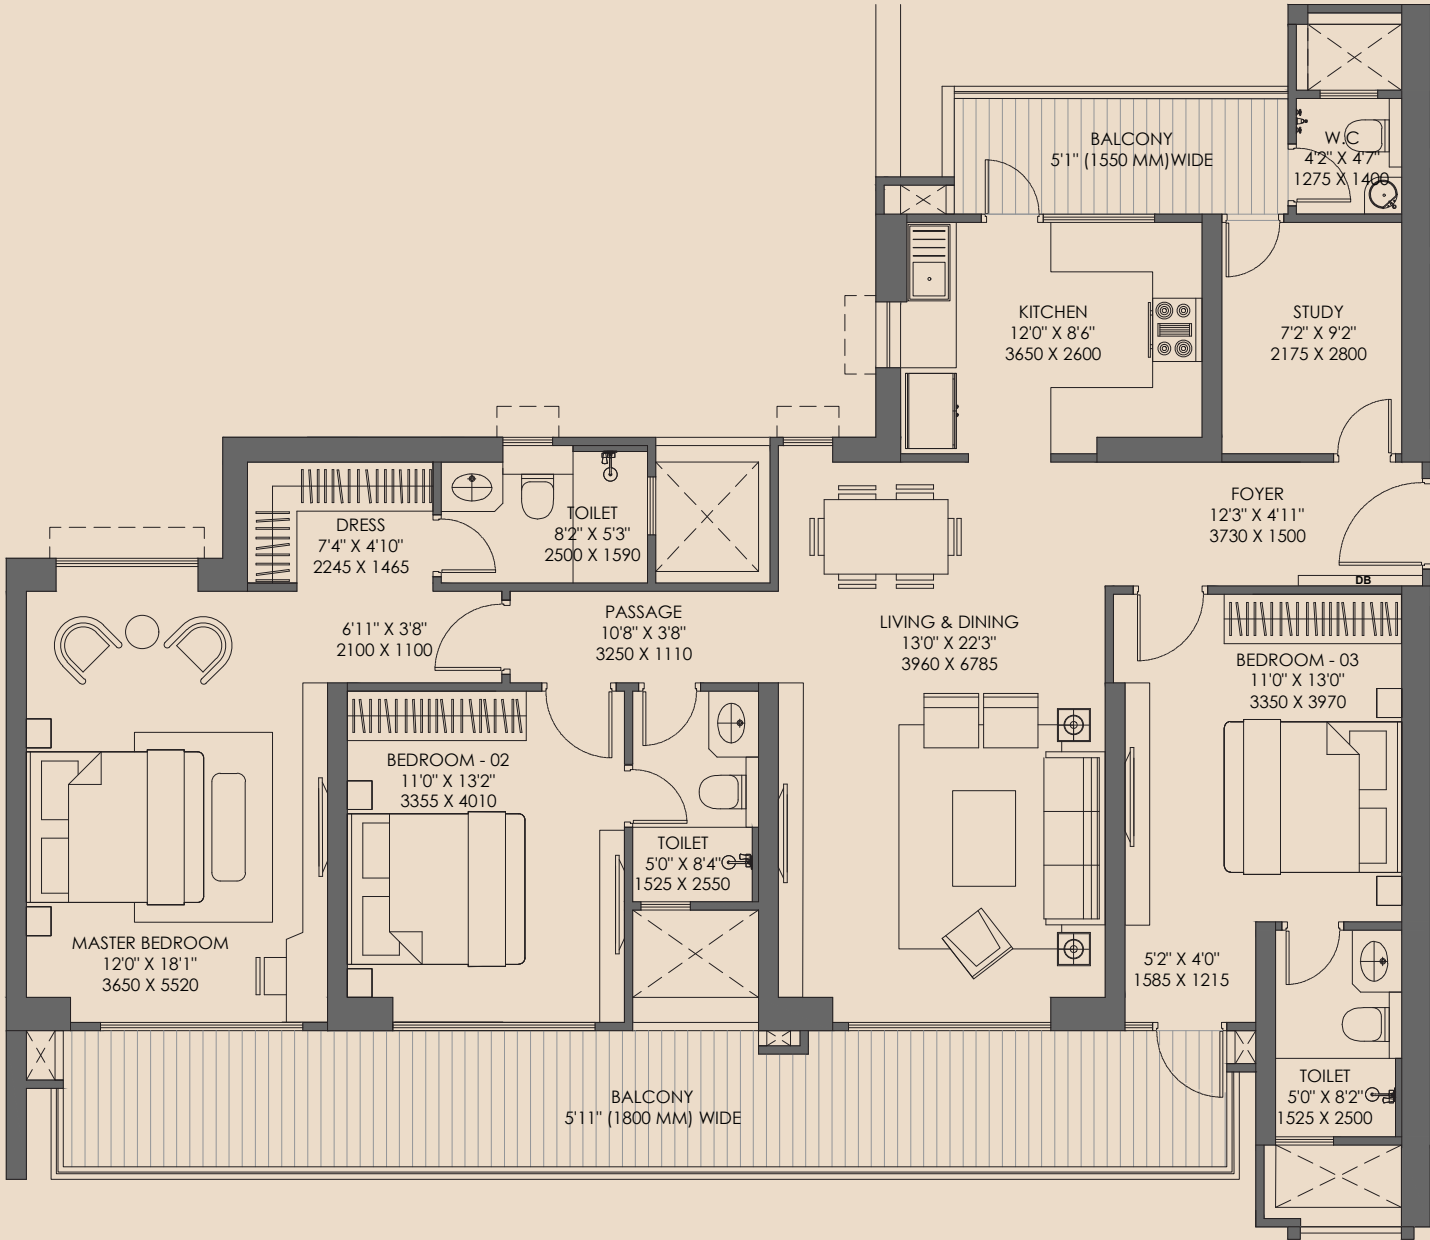 BALCONY
5'1" (1550 MM)WIDE
W.C
4'2" X 4'7"
1275 X 1400
KITCHEN
12'0" X 8'6"
3650 X 2600
STUDY
7'2" X 9'2"
2175 X 2800
FOYER
12'3" X 4'11"
3730 X 1500
DB
DRESS
7'4" X 4'10"
2245 X 1465
TOILET
8'2" X 5'3"
2500 X 1590
6'11" X 3'8"
2100 X 1100
PASSAGE
10'8" X 3'8"
3250 X 1110
LIVING & DINING
13'0" X 22'3"
3960 X 6785
BEDROOM - 03
11'0" X 13'0"
3350 X 3970
BEDROOM - 02
11'0" X 13'2"
3355 X 4010
TOILET
5'0" X 8'4"
1525 X 2550
MASTER BEDROOM
12'0" X 18'1"
3650 X 5520
5'2" X 4'0"
1585 X 1215
TOILET
5'0" X 8'2"
1525 X 2500
BALCONY
5'11" (1800 MM) WIDE